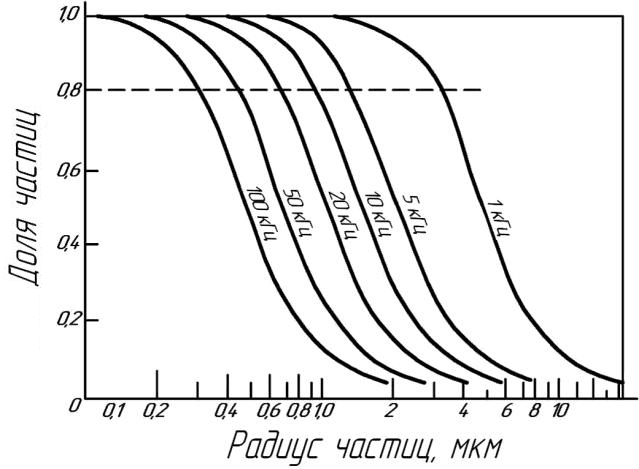 1,0
0,8
0,6
0,4
0,2
0
Доля частиц
100 кГц
50 кГц
20 кГц
10 кГц
5 кГц
1 кГц
0,1 0,2 0,4 0,6 0,8 1,0 2 4 6 8 10
Радиус частиц, мкм